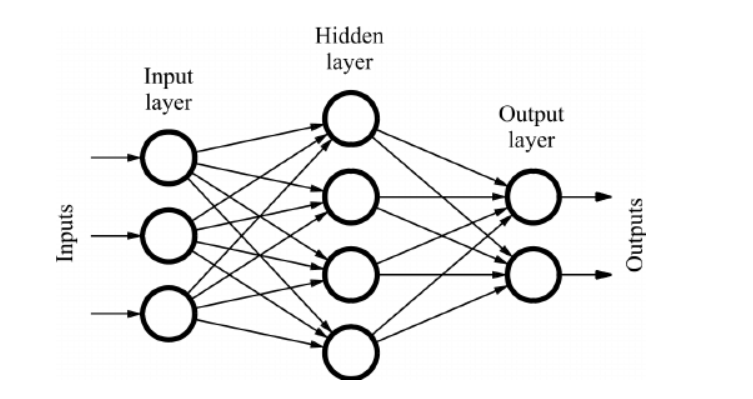 Hidden
layer
Input
layer
Output
layer
Inputs
Outputs